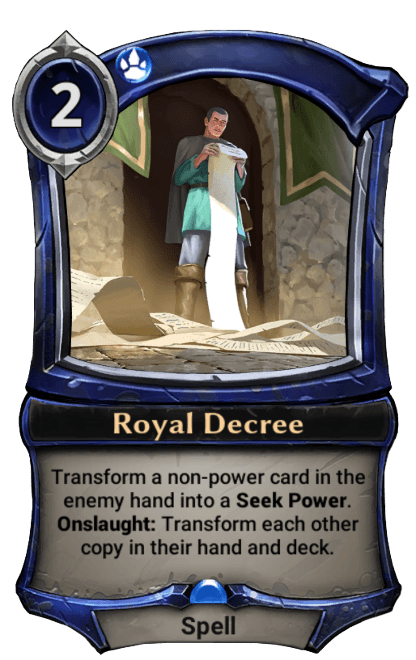 2
Royal Decree
Transform a non-power card in the
enemy hand into a Seek Power.
Onslaught: Transform each other
copy in their hand and deck.
Spell